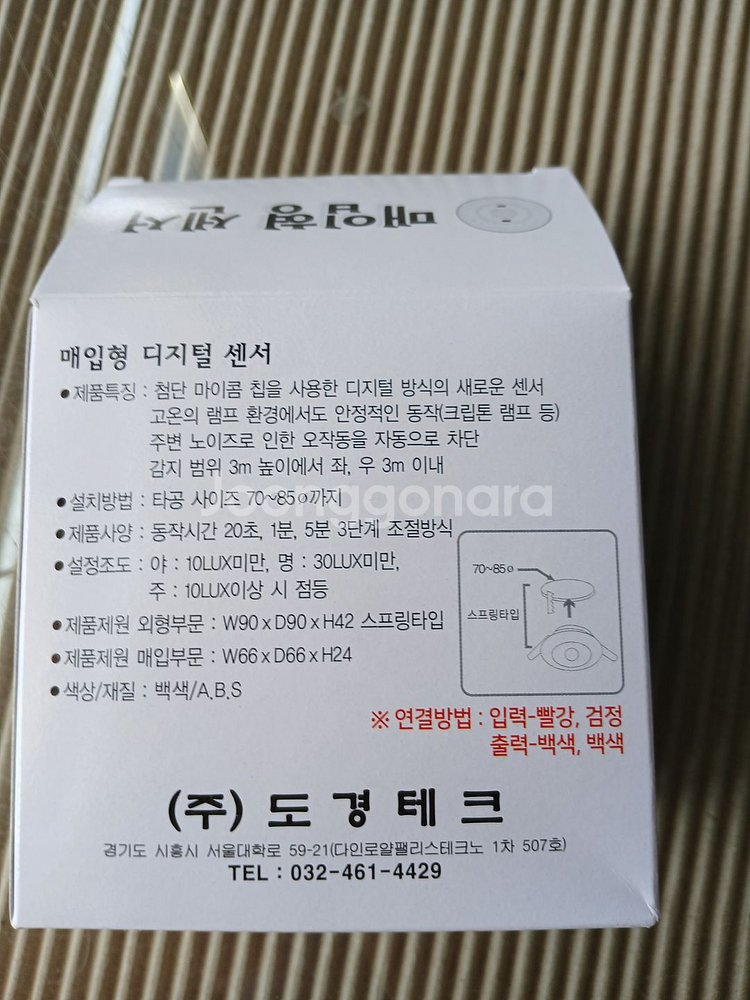 매입형 센서
매입형 디지털 센서
● 제품특징 : 첨단 마이콤 칩을 사용한 디지털 방식의 새로운 센서
고온의 램프 환경에서도 안정적인 동작(크립톤 램프 등)
주변 노이즈로 인한 오작동을 자동으로 차단
감지 범위 3m 높이에서 좌, 우 3m 이내
● 설치방법 : 타공 사이즈 70~85ø까지
Joonggonara
● 제품사양 : 동작시간 20초, 1분, 5분 3단계 조절방식
● 설정조도 : 야 : 10LUX미만, 명 : 30LUX미만,
주 : 10LUX이상 시 점등
70~85ø
스프링타입
● 제품제원 외형부문 : W90 x D90 x H42 스프링타입
● 제품제원 매입부문 : W66 x D66 x H24
● 색상/재질 : 백색/A.B.S
※ 연결방법 : 입력-빨강, 검정
출력-백색, 백색
(주) 도경테크
경기도 시흥시 서울대학로 59-21(다인로얄팰리스테크노 1차 507호)
TEL : 032-461-4429